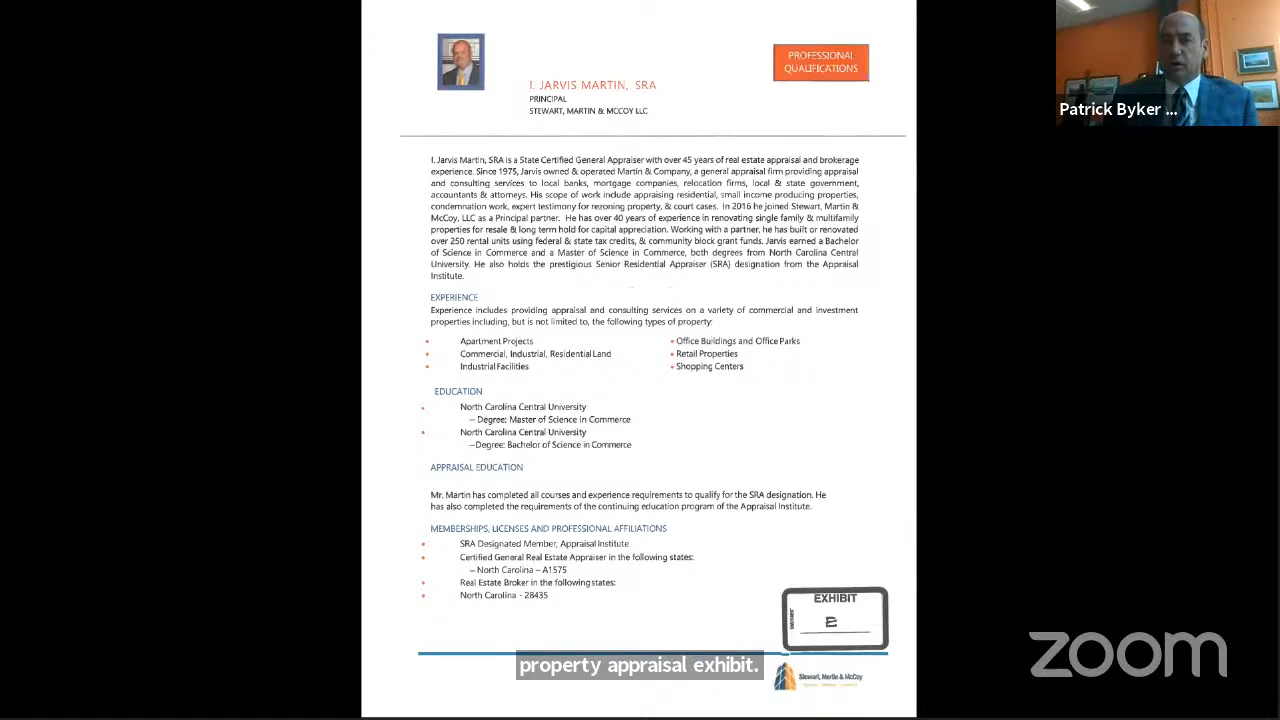 PROFESSIONAL
QUALIFICATIONS
I. JARVIS MARTIN, SRA
PRINCIPAL
STEWART, MARTIN & MCCOY LLC
Patrick Byker ...
I. Jarvis Martin, SRA is a State Certified General Appraiser with over 45 years of real estate appraisal and brokerage
experience. Since 1975, Jarvis owned & operated Martin & Company, a general appraisal firm providing appraisal
and consulting services to local banks, mortgage companies, relocation firms, local & state government,
accountants & attorneys. His scope of work include appraising residential, small income producing properties,
condemnation work, expert testimony for rezoning property, & court cases. In 2016 he joined Stewart, Martin &
McCoy, LLC as a Principal partner. He has over 40 years of experience in renovating single family & multifamily
properties for resale & long term hold for capital appreciation. Working with a partner, he has built or renovated
over 250 rental units using federal & state tax credits, & community block grant funds. Jarvis earned a Bachelor
of Science in Commerce and a Master of Science in Commerce, both degrees from North Carolina Central
University. He also holds the prestigious Senior Residential Appraiser (SRA) designation from the Appraisal
Institute.
EXPERIENCE
Experience includes providing appraisal and consulting services on a variety of commercial and investment
properties including, but is not limited to, the following types of property:
• Apartment Projects
• Commercial, Industrial, Residential Land
• Industrial Facilities
• Office Buildings and Office Parks
• Retail Properties
• Shopping Centers
EDUCATION
• North Carolina Central University
– Degree: Master of Science in Commerce
• North Carolina Central University
– Degree: Bachelor of Science in Commerce
APPRAISAL EDUCATION
Mr. Martin has completed all courses and experience requirements to qualify for the SRA designation. He
has also completed the requirements of the continuing education program of the Appraisal Institute.
MEMBERSHIPS, LICENSES AND PROFESSIONAL AFFILIATIONS
• SRA Designated Member, Appraisal Institute
• Certified General Real Estate Appraiser in the following states:
– North Carolina – A1575
• Real Estate Broker in the following states:
• North Carolina - 28435
EXHIBIT
E
property appraisal exhibit.
Stewart, Martin & McCoy
zoom